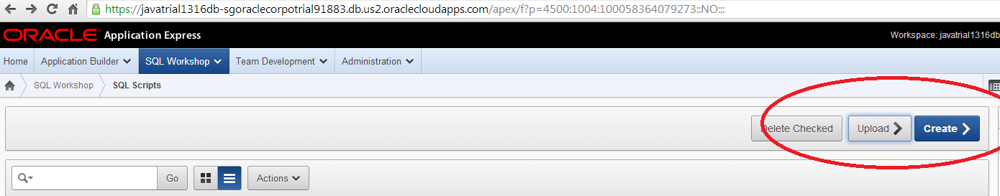 https://javatrial1316db-sgoraclecorpotrial91883.db.us2.oraclecloudapps.com/apex/f?p=4500:1004:100058364079273::NO:::
ORACLE Application Express
Workspace: javatrial1316db
Home Application Builder SQL Workshop Team Development Administration
SQL Workshop SQL Scripts
Delete Checked Upload Create
Go Actions